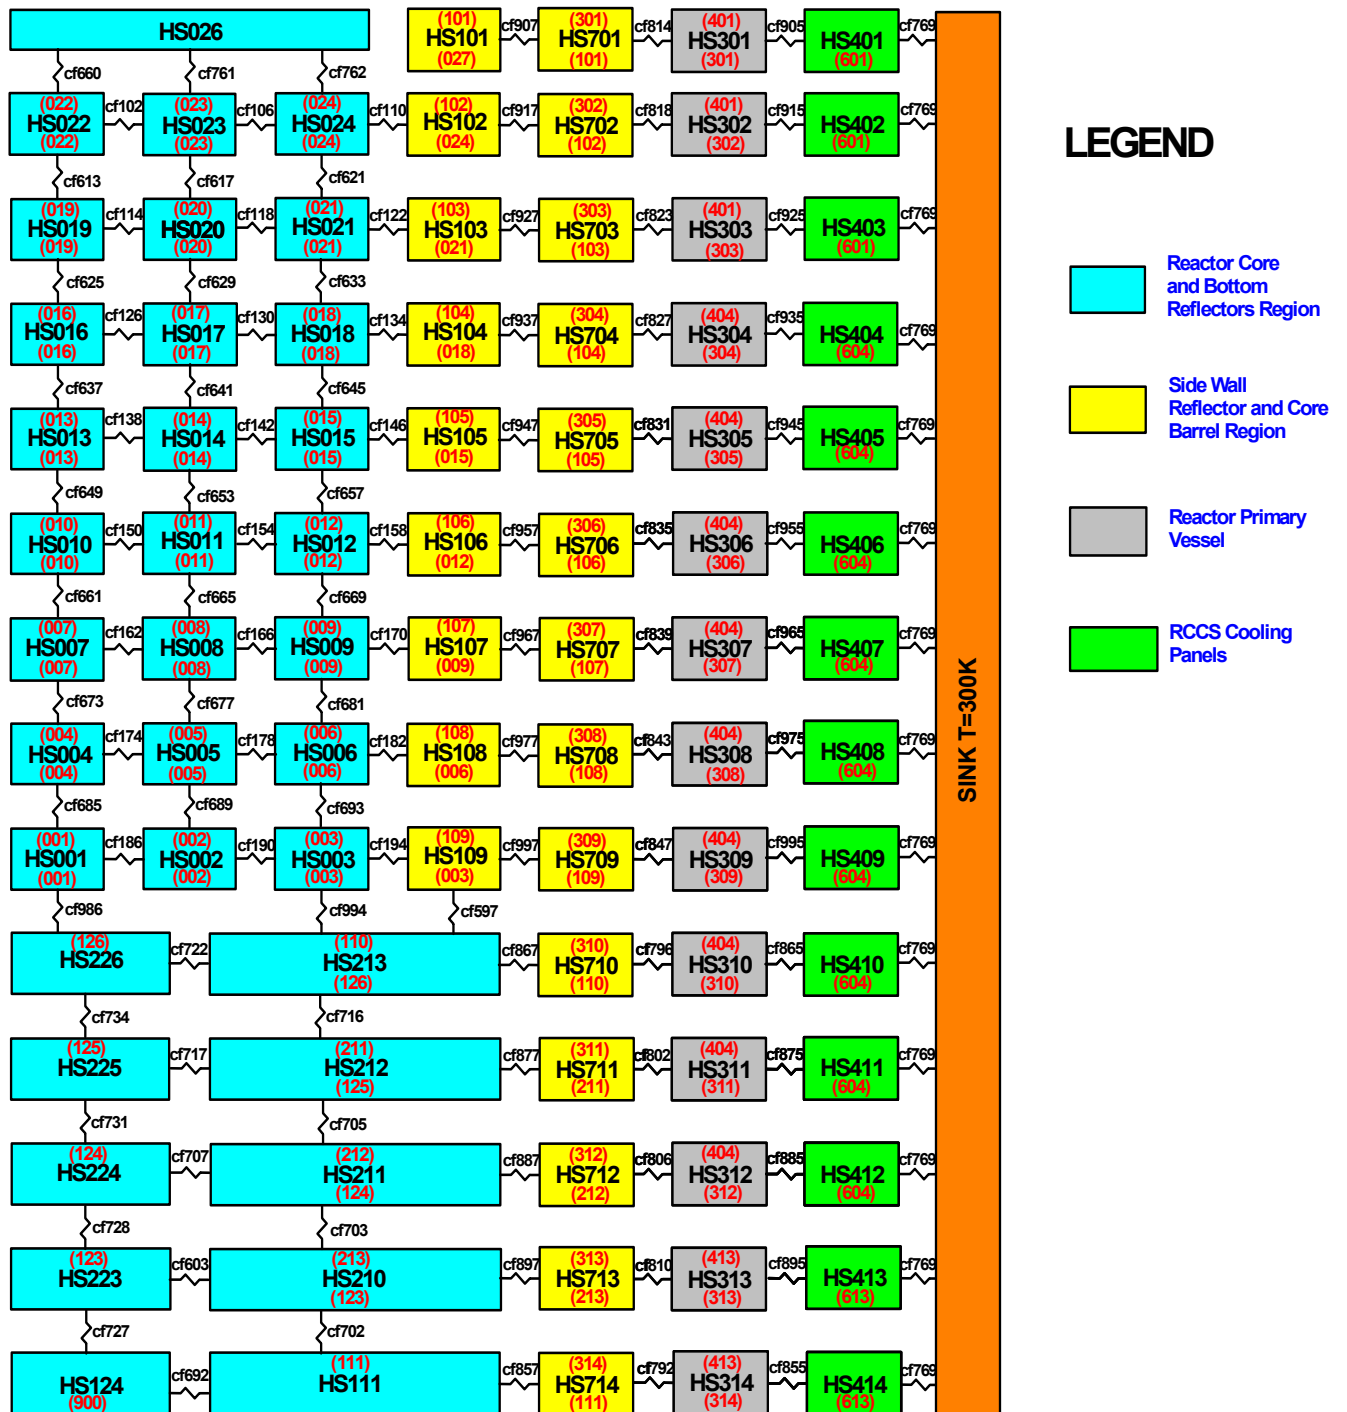 HS026
(101)
HS101
(027)
cf907
(301)
HS701
(101)
cf814
(401)
HS301
(301)
cf905
HS401
(601)
cf769
cf660
cf761
cf762
(022)
HS022
(022)
cf102
(023)
HS023
(023)
cf106
(024)
HS024
(024)
cf110
(102)
HS102
(024)
cf917
(302)
HS702
(102)
cf818
(401)
HS302
(302)
cf915
HS402
(601)
cf769
cf613
cf617
cf621
(019)
HS019
(019)
cf114
(020)
HS020
(020)
cf118
(021)
HS021
(021)
cf122
(103)
HS103
(021)
cf927
(303)
HS703
(103)
cf823
(401)
HS303
(303)
cf925
HS403
(601)
cf769
cf625
cf629
cf633
(016)
HS016
(016)
cf126
(017)
HS017
(017)
cf130
(018)
HS018
(018)
cf134
(104)
HS104
(018)
cf937
(304)
HS704
(104)
cf827
(404)
HS304
(304)
cf935
HS404
(604)
cf769
cf637
cf641
cf645
(013)
HS013
(013)
cf138
(014)
HS014
(014)
cf142
(015)
HS015
(015)
cf146
(105)
HS105
(015)
cf947
(305)
HS705
(105)
cf831
(404)
HS305
(305)
cf945
HS405
(604)
cf769
cf649
cf653
cf657
(010)
HS010
(010)
cf150
(011)
HS011
(011)
cf154
(012)
HS012
(012)
cf158
(106)
HS106
(012)
cf957
(306)
HS706
(106)
cf835
(404)
HS306
(306)
cf955
HS406
(604)
cf769
cf661
cf665
cf669
(007)
HS007
(007)
cf162
(008)
HS008
(008)
cf166
(009)
HS009
(009)
cf170
(107)
HS107
(009)
cf967
(307)
HS707
(107)
cf839
(404)
HS307
(307)
cf965
HS407
(604)
cf769
cf673
cf677
cf681
(004)
HS004
(004)
cf174
(005)
HS005
(005)
cf178
(006)
HS006
(006)
cf182
(108)
HS108
(006)
cf977
(308)
HS708
(108)
cf843
(404)
HS308
(308)
cf975
HS408
(604)
cf769
cf685
cf689
cf693
(001)
HS001
(001)
cf186
(002)
HS002
(002)
cf190
(003)
HS003
(003)
cf194
(109)
HS109
(003)
cf997
(309)
HS709
(109)
cf847
(404)
HS309
(309)
cf995
HS409
(604)
cf769
cf986
cf994
cf597
(126)
HS226
cf722
(110)
HS213
(126)
cf867
(310)
HS710
(110)
cf796
(404)
HS310
(310)
cf865
HS410
(604)
cf769
cf734
cf716
(125)
HS225
cf717
(211)
HS212
(125)
cf877
(311)
HS711
(211)
cf802
(404)
HS311
(311)
cf875
HS411
(604)
cf769
cf731
cf705
(124)
HS224
cf707
(212)
HS211
(124)
cf887
(312)
HS712
(212)
cf806
(404)
HS312
(312)
cf885
HS412
(604)
cf769
cf728
cf703
(123)
HS223
cf603
(213)
HS210
(123)
cf897
(313)
HS713
(213)
cf810
(413)
HS313
(313)
cf895
HS413
(613)
cf769
cf727
cf702
HS124
(900)
cf692
(111)
HS111
cf857
(314)
HS714
(111)
cf792
(413)
HS314
(314)
cf855
HS414
(613)
cf769
SINK T=300K
LEGEND
Reactor Core
and Bottom
Reflectors Region
Side Wall
Reflector and Core
Barrel Region
Reactor Primary
Vessel
RCCS Cooling
Panels